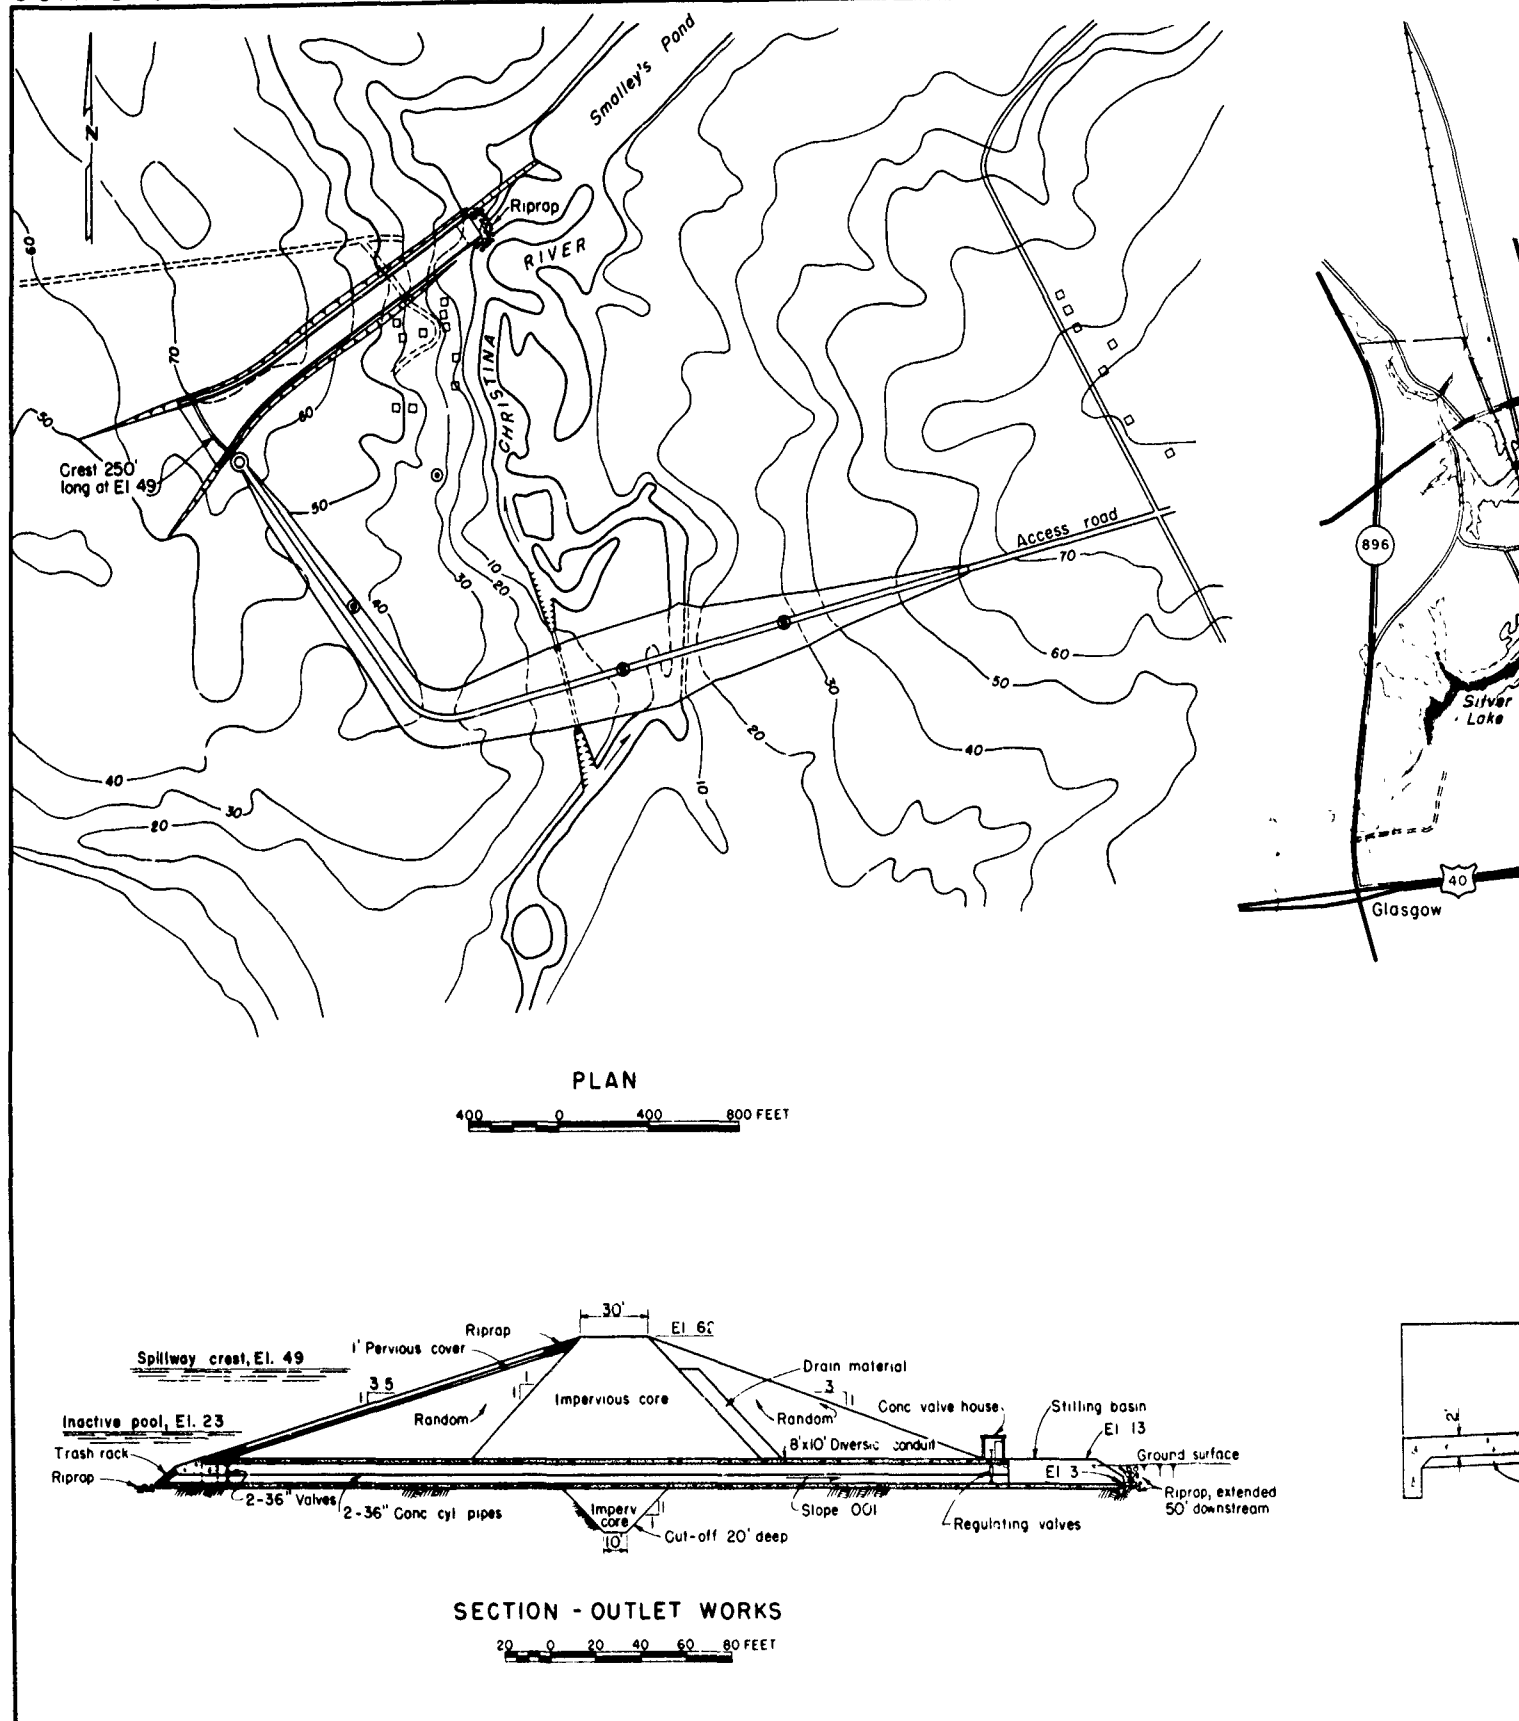 Smalley's Pond
N
Riprap
RIVER
CHRISTINA
60
70
50
60
Crest 250'
long at El 49
50
40
30
10
20
Access road
70
60
50
30
20
40
10
40
30
20
896
Silver
Lake
40
Glasgow
PLAN
400 0 400 800 FEET
30'
El
Riprap
1' Pervious cover
Spillway crest, El. 49
3 5
1
1
1
Impervious core
Drain material
3
1
Random
Random
Conc valve house
Stilling basin
El 13
Inactive pool, El. 23
8'x10' conduit
Ground surface
Trash rack
El 3
Riprap
2-36" Valves
2-36" Conc cyl pipes
Imperv
core
1
1
Slope 001
Regulating valves
Riprap, extended
50' downstream
10'
Cut-off 20' deep
2'
SECTION - OUTLET WORKS
20 0 20 40 60 80 FEET